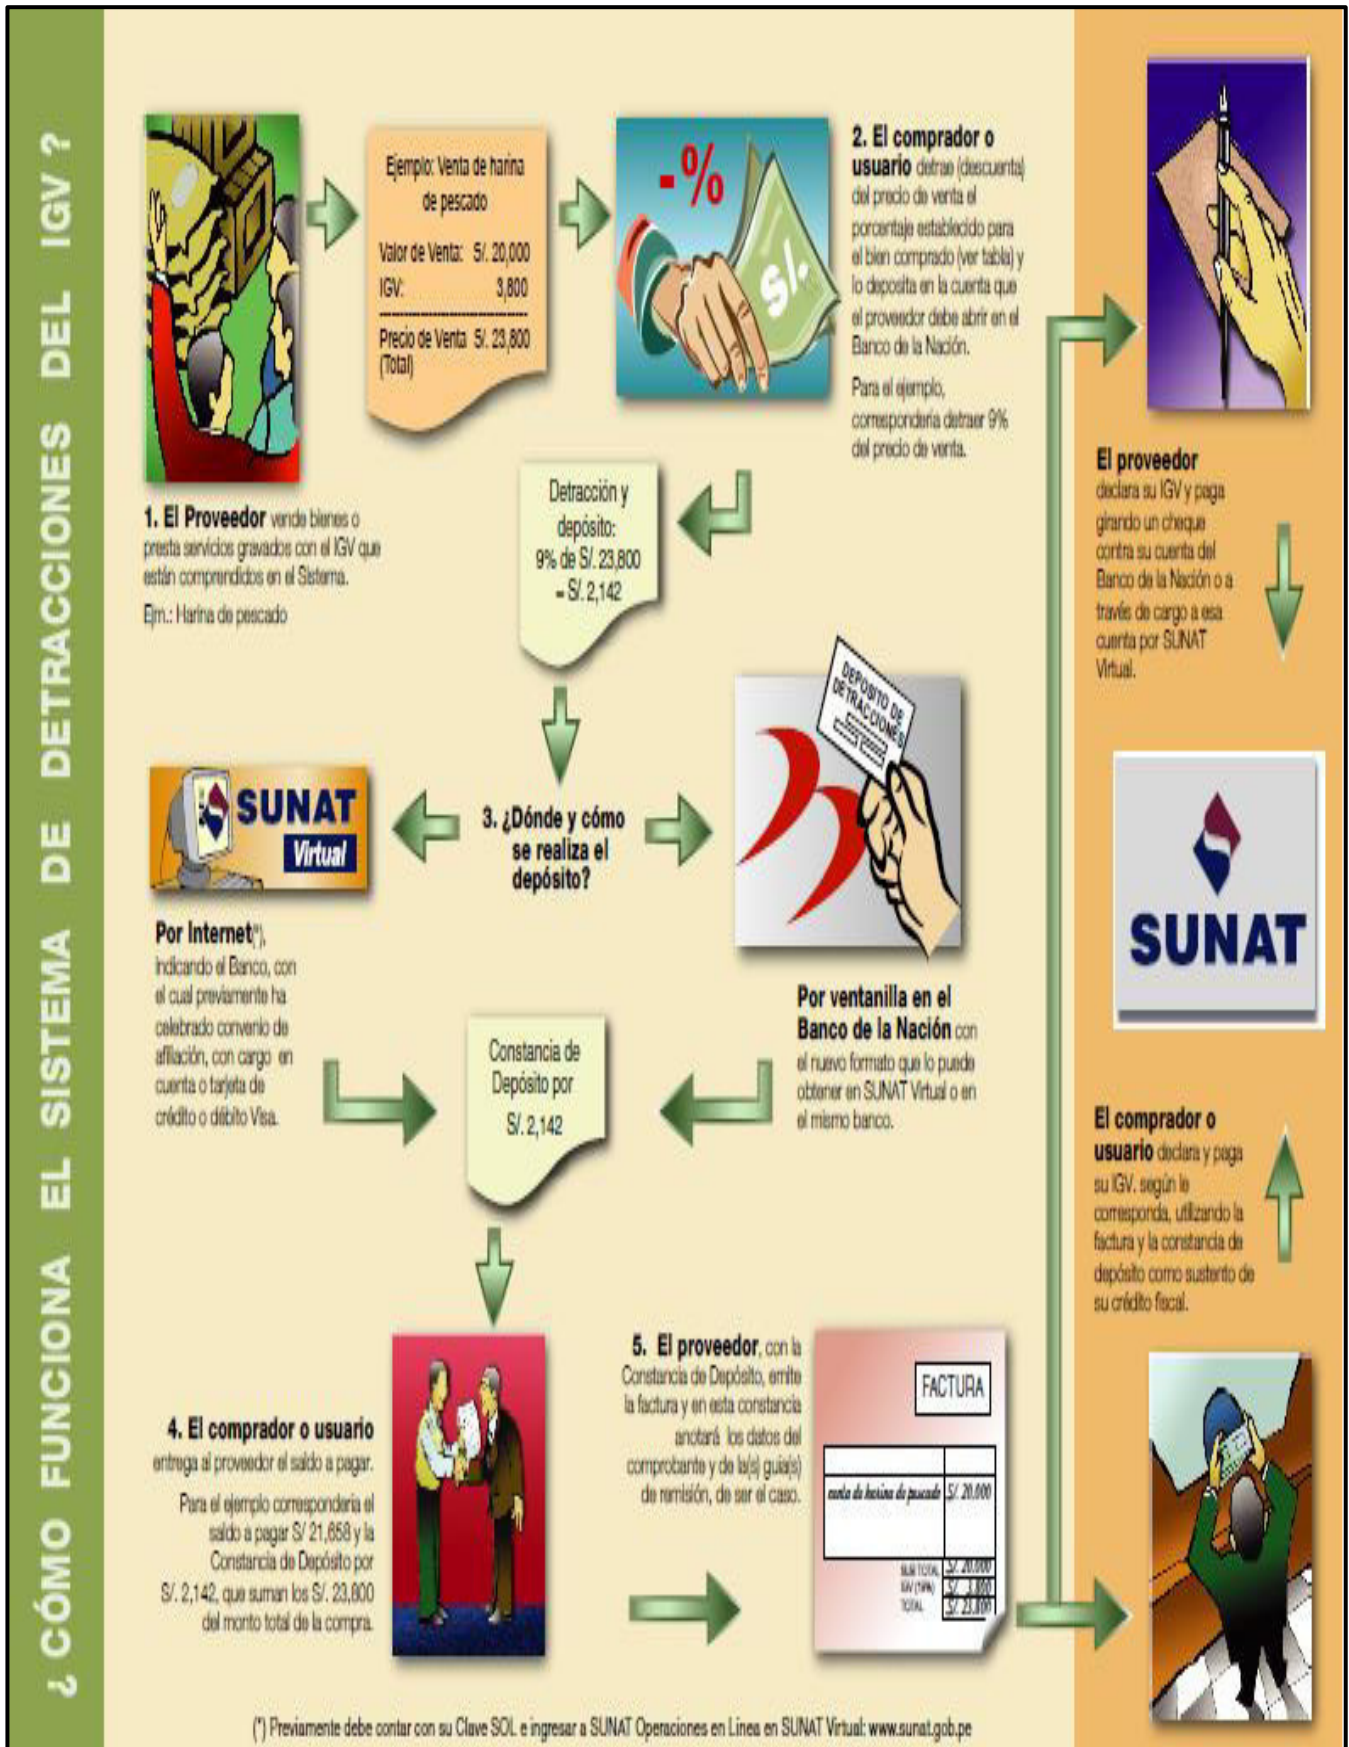 ¿CÓMO FUNCIONA EL SISTEMA DE DETRACCIONES DEL IGV?
Ejemplo: Venta de harina
de pescado
Valor de Venta: S/. 20,000
IGV: 3,800
Precio de Venta S/. 23,800
(Total)
-%
S/.
1. El Proveedor vende bienes o
presta servicios gravados con el IGV que
están comprendidos en el Sistema.
Ejm.: Harina de pescado
2. El comprador o
usuario detrae (descuenta)
del precio de venta el
porcentaje establecido para
el bien comprado (ver tabla) y
lo deposita en la cuenta que
el proveedor debe abrir en el
Banco de la Nación.
Para el ejemplo,
correspondería detraer 9%
del precio de venta.
Detracción y
depósito:
9% de S/. 23,800
= S/. 2,142
3. ¿Dónde y cómo
se realiza el
depósito?
SUNAT
Virtual
Por Internet(*),
indicando el Banco, con
el cual previamente ha
celebrado convenio de
afiliación, con cargo en
cuenta o tarjeta de
crédito o débito Visa.
DEPOSITO DE
DETRACCIONES
Por ventanilla en el
Banco de la Nación con
el nuevo formato que lo puede
obtener en SUNAT Virtual o en
el mismo banco.
Constancia de
Depósito por
S/. 2,142
4. El comprador o usuario
entrega al proveedor el saldo a pagar.
Para el ejemplo correspondería el
saldo a pagar S/ 21,658 y la
Constancia de Depósito por
S/. 2,142, que suman los S/. 23,800
del monto total de la compra.
5. El proveedor, con la
Constancia de Depósito, emite
la factura y en esta constancia
anotará los datos del
comprobante y de la(s) guía(s)
de remisión, de ser el caso.
FACTURA
venta de harina de pescado S/. 20.000
SUB TOTAL S/. 20.000
IGV (19%) S/. 3.800
TOTAL S/. 23.800
El proveedor
declara su IGV y paga
girando un cheque
contra su cuenta del
Banco de la Nación o a
través de cargo a esa
cuenta por SUNAT
Virtual.
SUNAT
El comprador o
usuario declara y paga
su IGV, según le
corresponda, utilizando la
factura y la constancia de
depósito como sustento de
su crédito fiscal.
(*) Previamente debe contar con su Clave SOL e ingresar a SUNAT Operaciones en Linea en SUNAT Virtual: www.sunat.gob.pe